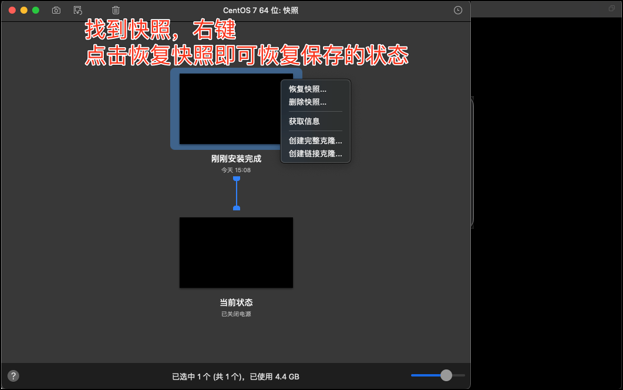 CentOS 7 64 位: 快照
找到快照，右键
点击恢复快照即可恢复保存的状态
恢复快照...
删除快照...
获取信息
创建完整克隆...
创建链接克隆...
刚刚安装完成
今天 15:08
当前状态
已关闭电源
?
已选中 1 个 (共 1 个)，已使用 4.4 GB